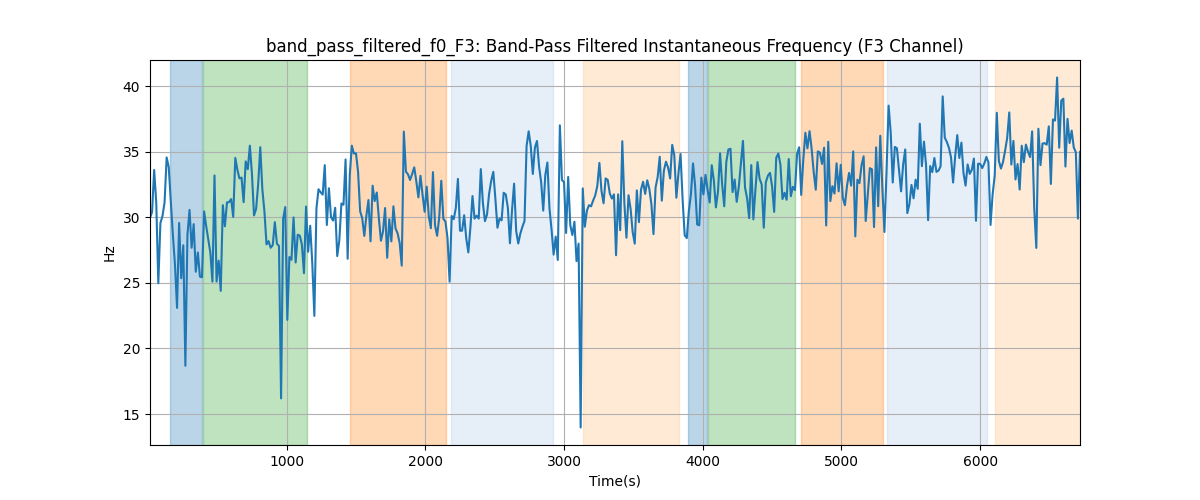 band_pass_filtered_f0_F3: Band-Pass Filtered Instantaneous Frequency (F3 Channel)
40
35
30
25
20
15
Hz
1000 2000 3000 4000 5000 6000
Time(s)